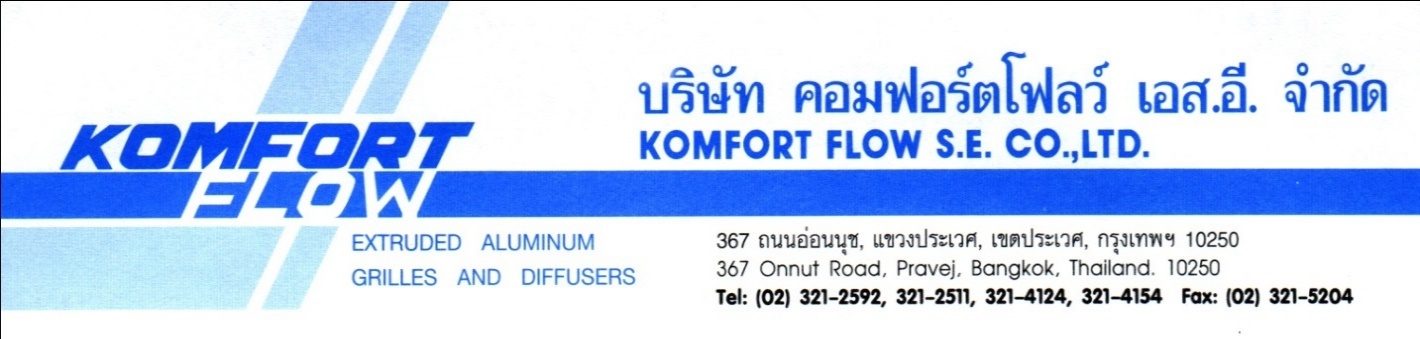 KOMFORT
FLOW
EXTRUDED ALUMINUM
GRILLES AND DIFFUSERS
บริษัท คอมฟอร์ตโฟลว์ เอส.อี. จำกัด
KOMFORT FLOW S.E. CO.,LTD.
367 ถนนอ่อนนุช, แขวงประเวศ, เขตประเวศ, กรุงเทพฯ 10250
367 Onnut Road, Pravej, Bangkok, Thailand. 10250
Tel: (02) 321-2592, 321-2511, 321-4124, 321-4154 Fax: (02) 321-5204